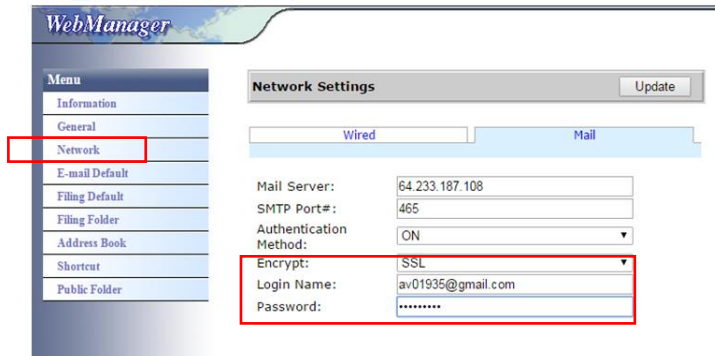 WebManager
Menu
Information
General
Network
E-mail Default
Filing Default
Filing Folder
Address Book
Shortcut
Public Folder
Network Settings
Update
Wired
Mail
Mail Server: 64.233.187.108
SMTP Port#: 465
Authentication
Method: ON
Encrypt: SSL
Login Name: av01935@gmail.com
Password: •••••••••